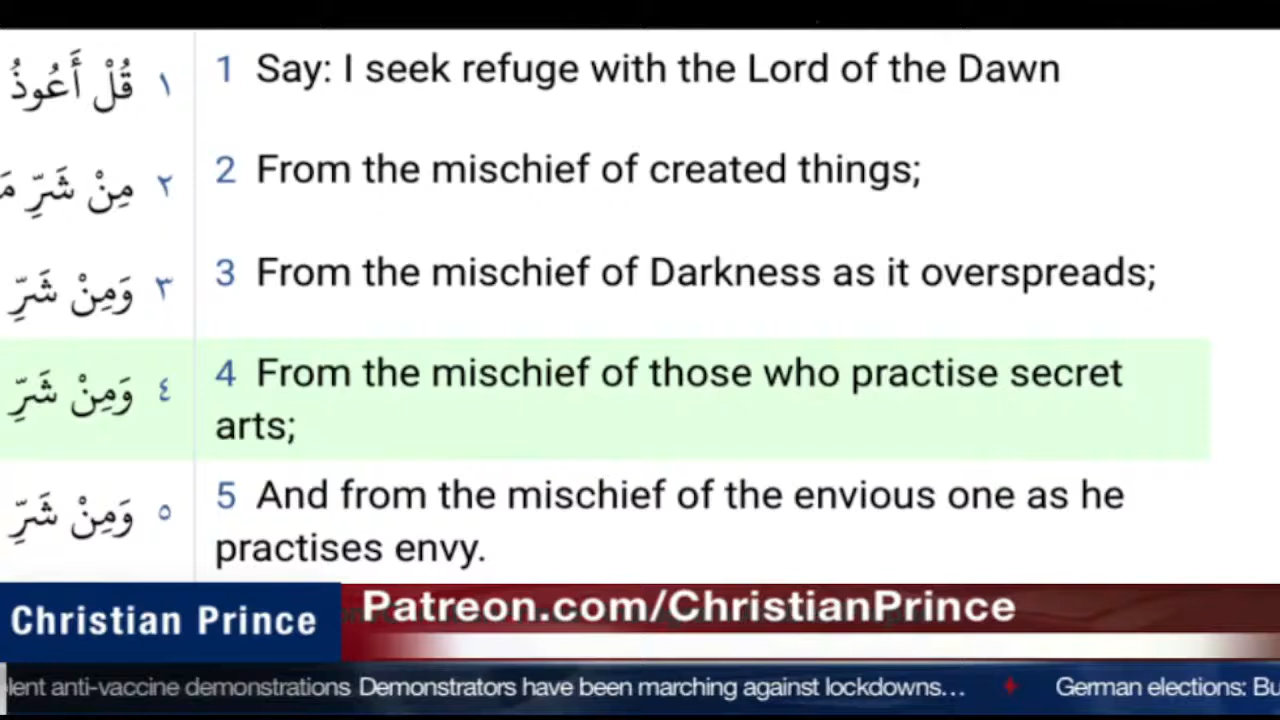 قُلْ أَعُوذُ ١
1 Say: I seek refuge with the Lord of the Dawn
مِنْ شَرِّ ٢
2 From the mischief of created things;
وَمِنْ شَرِّ ٣
3 From the mischief of Darkness as it overspreads;
وَمِنْ شَرِّ ٤
4 From the mischief of those who practise secret
arts;
وَمِنْ شَرِّ ٥
5 And from the mischief of the envious one as he
practises envy.
Christian Prince
Patreon.com/ChristianPrince
lent anti-vaccine demonstrations Demonstrators have been marching against lockdowns... German elections: Bu